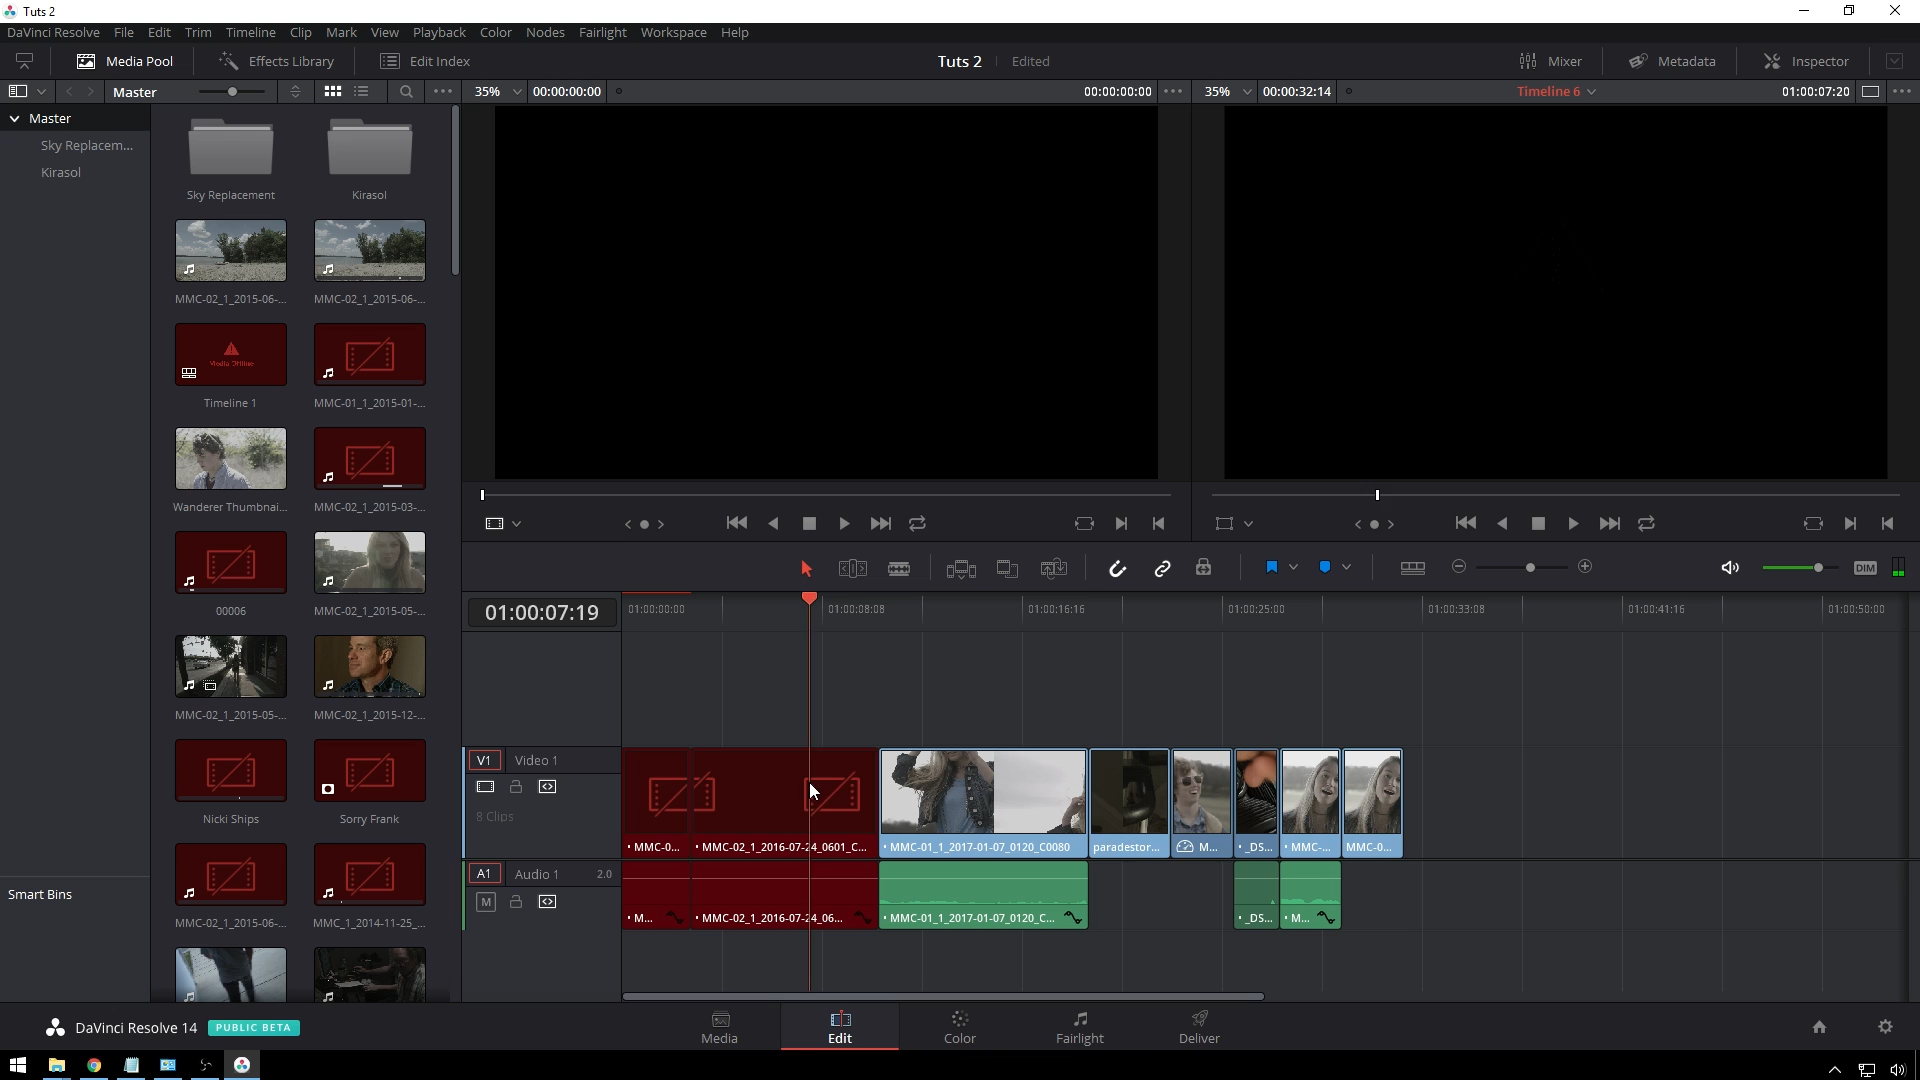 Tuts 2
DaVinci Resolve File Edit Trim Timeline Clip Mark View Playback Color Nodes Fairlight Workspace Help
Media Pool Effects Library Edit Index Tuts 2 Edited Mixer Metadata Inspector
Master 35% 00:00:00:00 00:00:00:00 35% 00:00:32:14 Timeline 6 01:00:07:20
Master
Sky Replacem...
Kirasol
Sky Replacement Kirasol
MMC-02_1_2015-06-... MMC-02_1_2015-06-...
Media Offline
Timeline 1 MMC-01_1_2015-01-...
Wanderer Thumbnai... MMC-02_1_2015-03-...
00006 MMC-02_1_2015-05-...
MMC-02_1_2015-05-... MMC-02_1_2015-12-...
Nicki Ships Sorry Frank
MMC-02_1_2015-06-... MMC_1_2014-11-25_...
Smart Bins
DIM
01:00:07:19 01:00:00:00 01:00:08:08 01:00:16:16 01:00:25:00 01:00:33:08 01:00:41:16 01:00:50:00
V1 Video 1
8 Clips
• MMC-0... • MMC-02_1_2016-07-24_0601_C... • MMC-01_1_2017-01-07_0120_C0080 paradestor... M... • _DS... • MMC-... MMC-0...
A1 Audio 1 2.0
M
• M... • MMC-02_1_2016-07-24_06... • MMC-01_1_2017-01-07_0120_C... • _DS... • M...
DaVinci Resolve 14 PUBLIC BETA Media Edit Color Fairlight Deliver